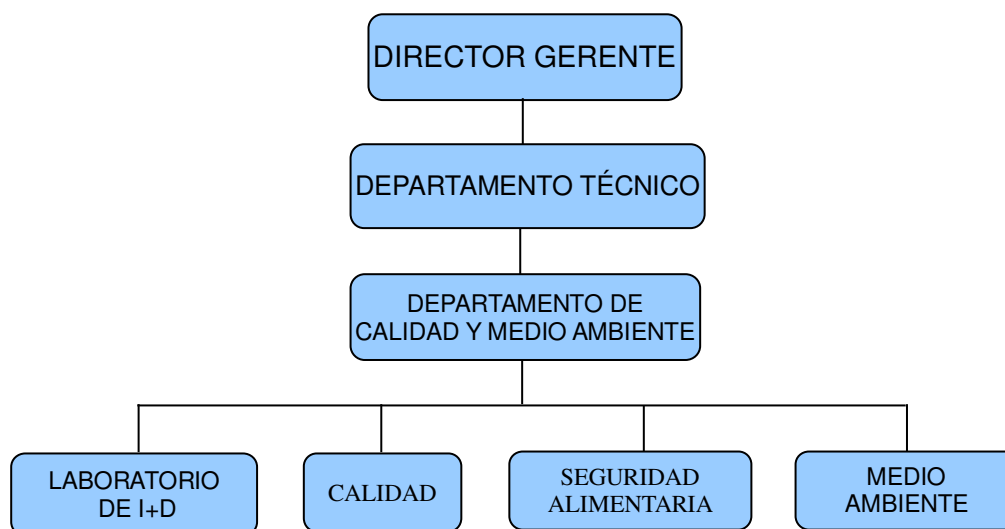 DIRECTOR GERENTE
DEPARTAMENTO TÉCNICO
DEPARTAMENTO DE
CALIDAD Y MEDIO AMBIENTE
LABORATORIO
DE I+D
CALIDAD
SEGURIDAD
ALIMENTARIA
MEDIO
AMBIENTE